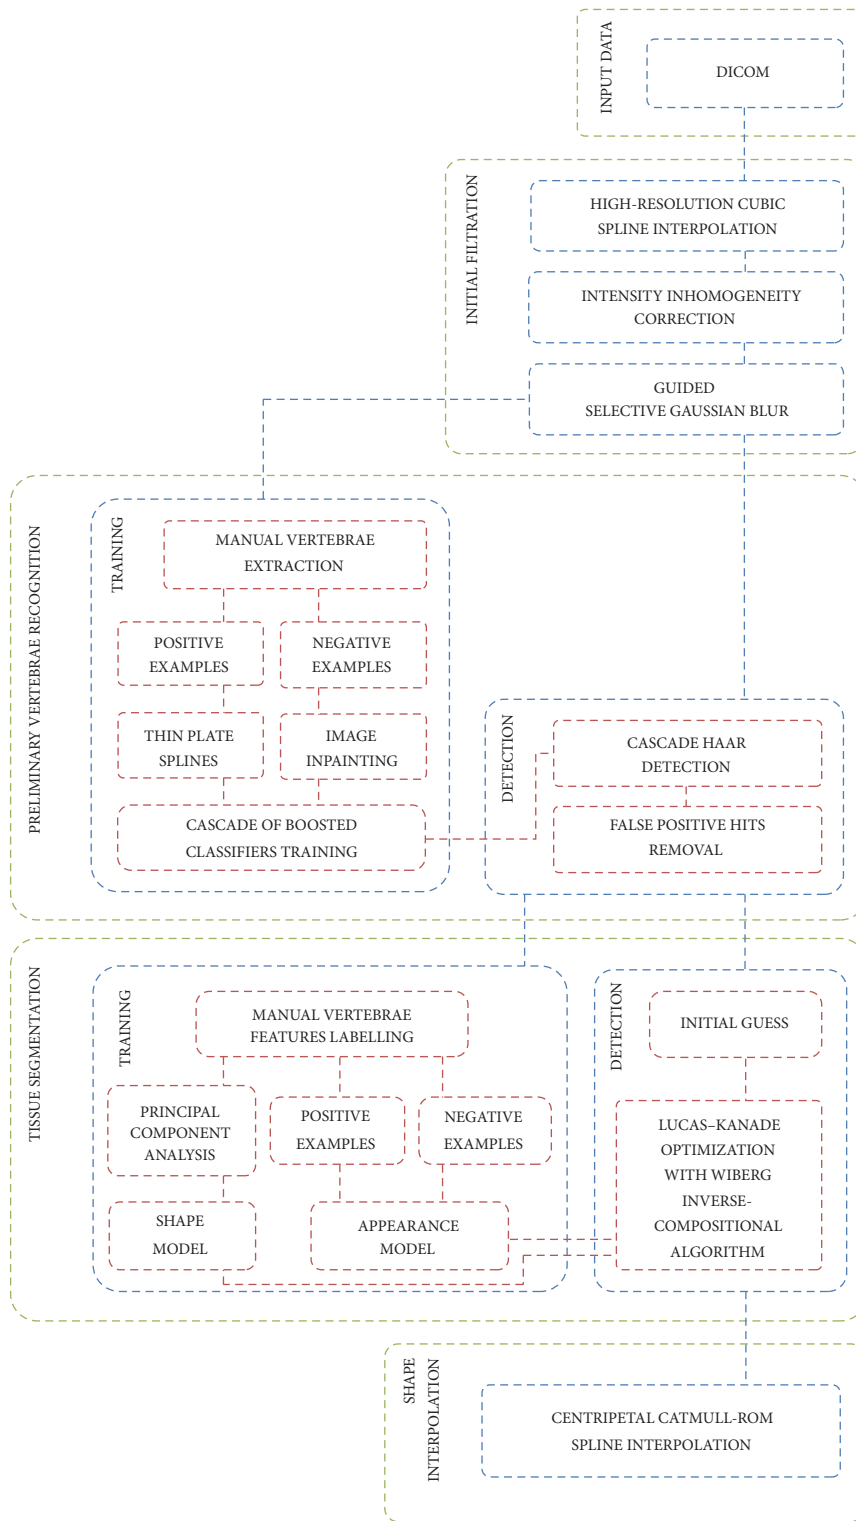 INPUT DATA
DICOM
INITIAL FILTRATION
HIGH-RESOLUTION CUBIC
SPLINE INTERPOLATION
INTENSITY INHOMOGENEITY
CORRECTION
GUIDED
SELECTIVE GAUSSIAN BLUR
PRELIMINARY VERTEBRAE RECOGNITION
TRAINING
MANUAL VERTEBRAE
EXTRACTION
POSITIVE
EXAMPLES
NEGATIVE
EXAMPLES
THIN PLATE
SPLINES
IMAGE
INPAINTING
CASCADE OF BOOSTED
CLASSIFIERS TRAINING
DETECTION
CASCADE HAAR
DETECTION
FALSE POSITIVE HITS
REMOVAL
TISSUE SEGMENTATION
TRAINING
MANUAL VERTEBRAE
FEATURES LABELLING
PRINCIPAL
COMPONENT
ANALYSIS
POSITIVE
EXAMPLES
NEGATIVE
EXAMPLES
SHAPE
MODEL
APPEARANCE
MODEL
DETECTION
INITIAL GUESS
LUCAS–KANADE
OPTIMIZATION
WITH WIBERG
INVERSE-
COMPOSITIONAL
ALGORITHM
SHAPE
INTERPOLATION
CENTRIPETAL CATMULL-ROM
SPLINE INTERPOLATION